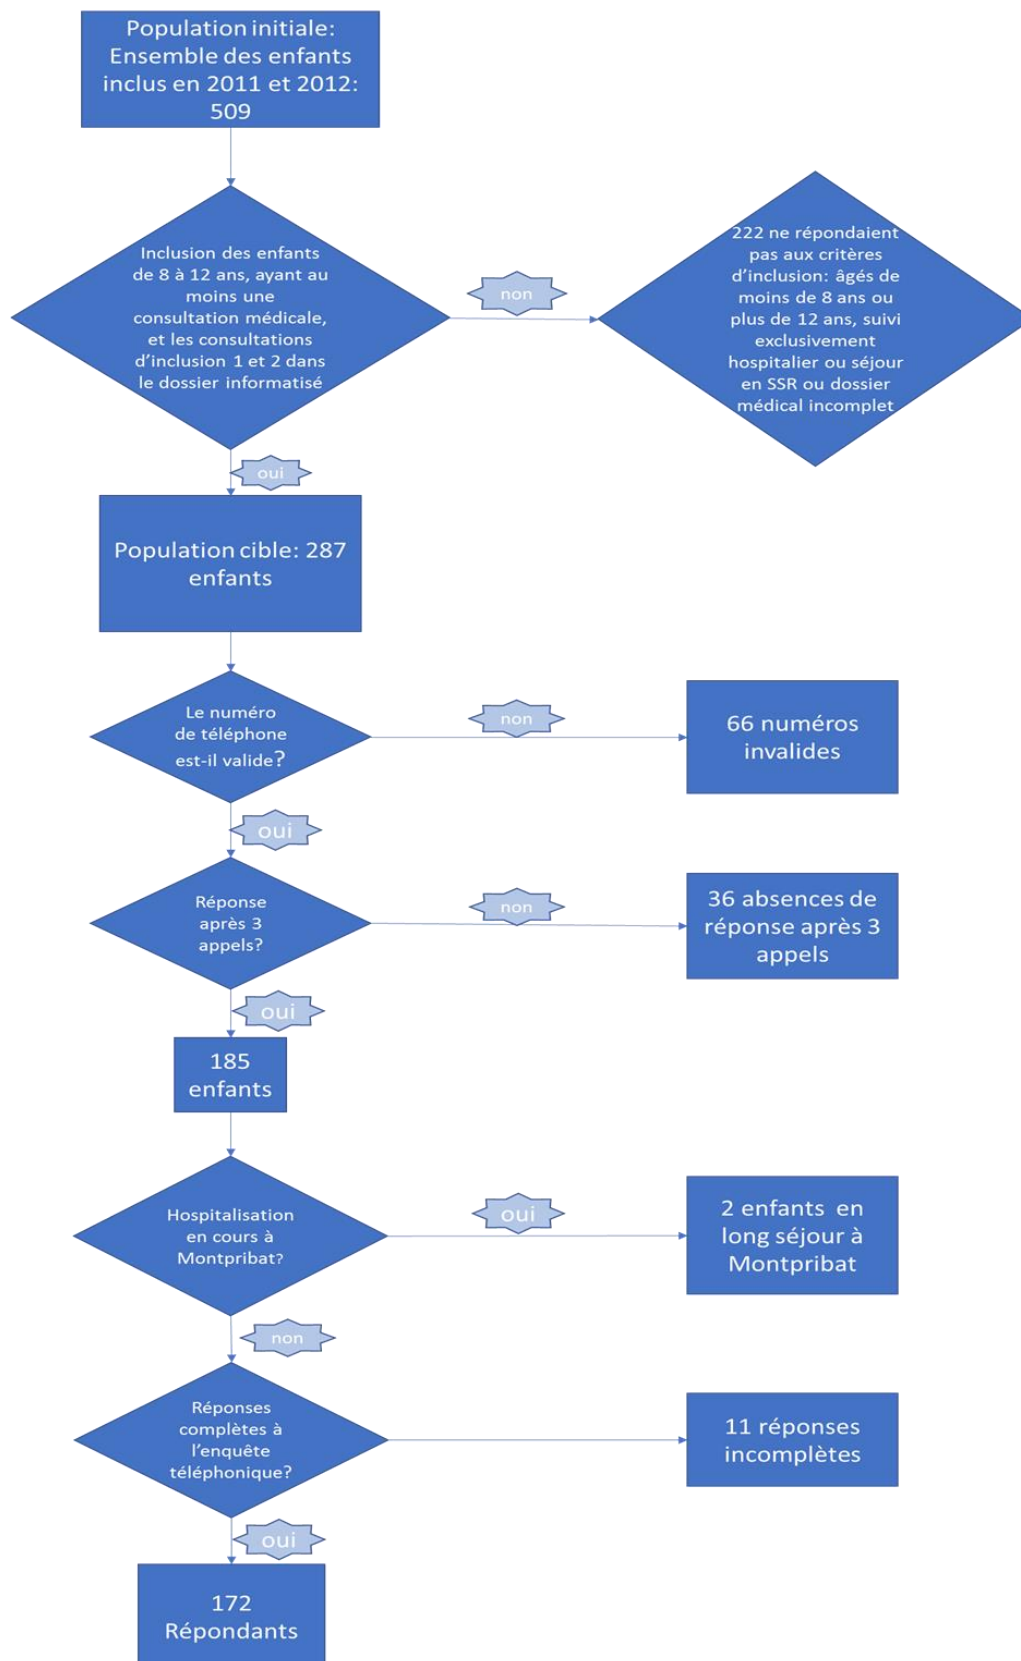 Population initiale:
Ensemble des enfants
inclus en 2011 et 2012:
509
Inclusion des enfants
de 8 à 12 ans, ayant au
moins une
consultation médicale,
et les consultations
d'inclusion 1 et 2 dans
le dossier informatisé
non
222 ne répondaient
pas aux critères
d'inclusion: âgés de
moins de 8 ans ou
plus de 12 ans, suivi
exclusivement
hospitalier ou séjour
en SSR ou dossier
médical incomplet
oui
Population cible: 287
enfants
Le numéro
de téléphone
est-il valide?
non
66 numéros
invalides
oui
Réponse
après 3
appels?
non
36 absences de
réponse après 3
appels
oui
185
enfants
Hospitalisation
en cours à
Montpribat?
oui
2 enfants en
long séjour à
Montpribat
non
Réponses
complètes à
l'enquête
téléphonique?
11 réponses
incomplètes
oui
172
Répondants